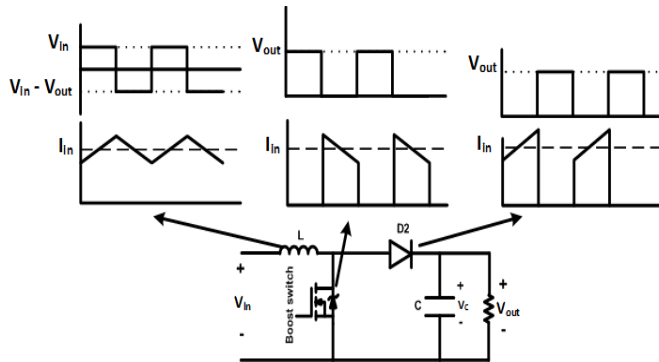 Vin
Vin - Vout
Iin
Vout
Iin
Vout
Iin
L
D2
+
Vin
-
Boost switch
C
+
Vc
-
+
Vout
-